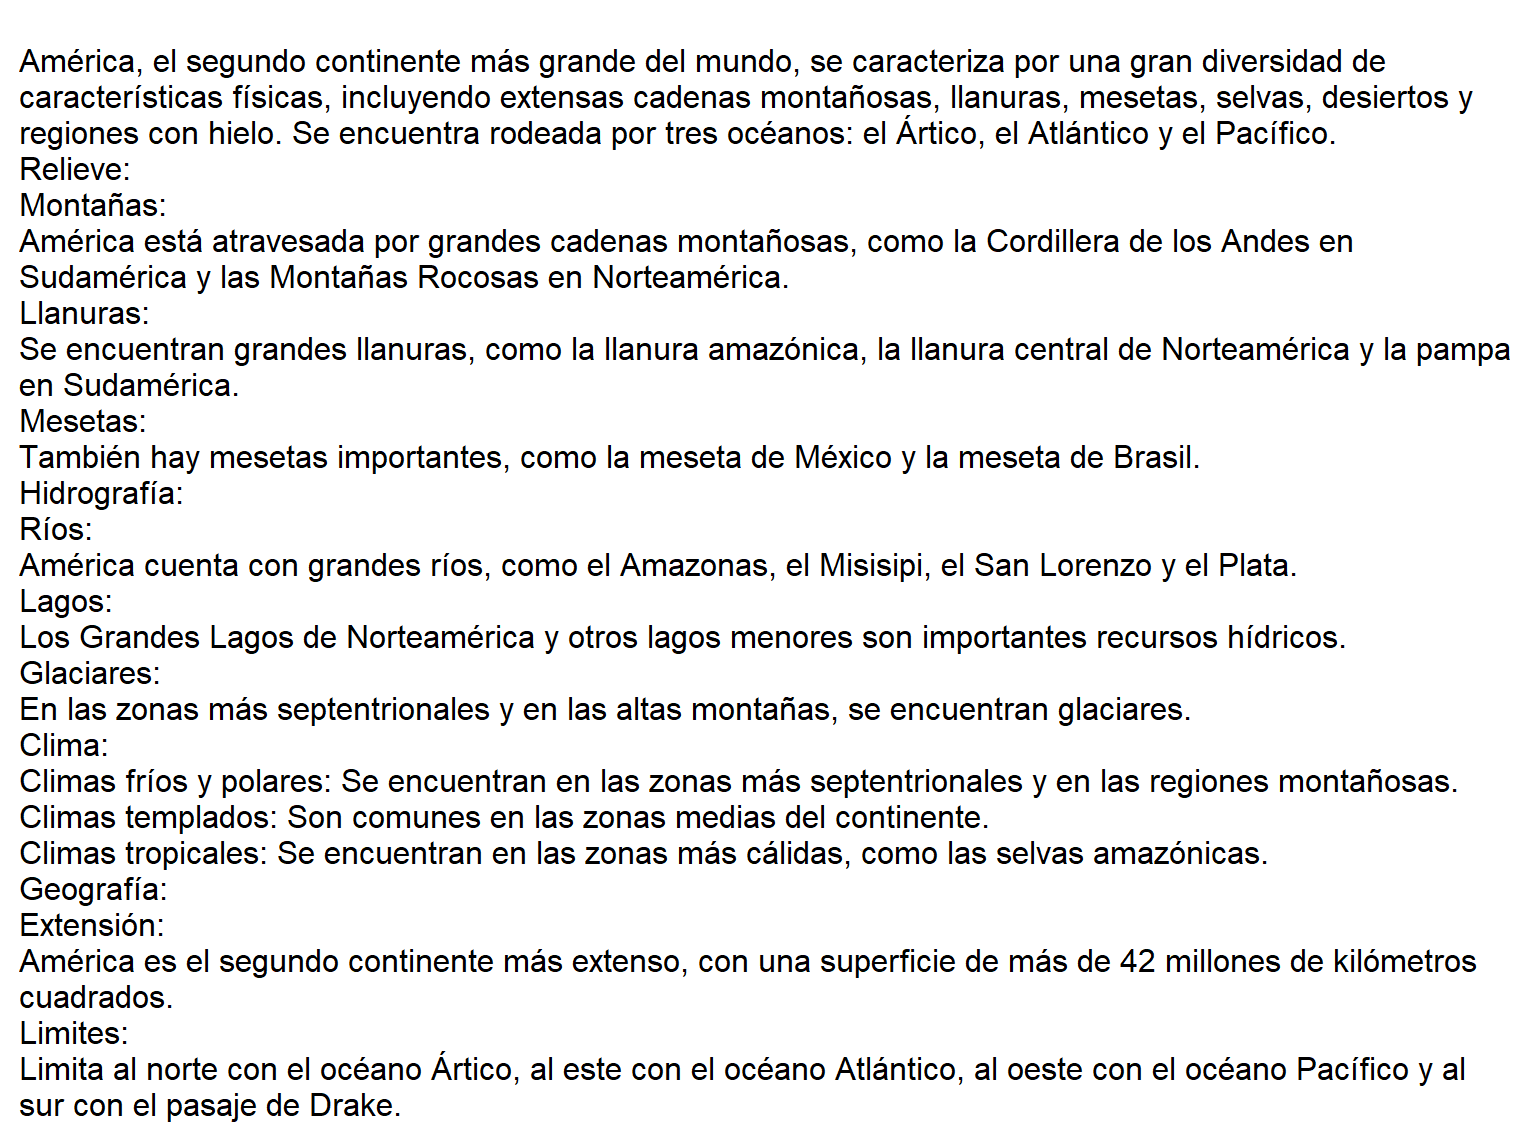 América, el segundo continente más grande del mundo, se caracteriza por una gran diversidad de
características físicas, incluyendo extensas cadenas montañosas, llanuras, mesetas, selvas, desiertos y
regiones con hielo. Se encuentra rodeada por tres océanos: el Ártico, el Atlántico y el Pacífico.
Relieve:
Montañas:
América está atravesada por grandes cadenas montañosas, como la Cordillera de los Andes en
Sudamérica y las Montañas Rocosas en Norteamérica.
Llanuras:
Se encuentran grandes llanuras, como la llanura amazónica, la llanura central de Norteamérica y la pampa
en Sudamérica.
Mesetas:
También hay mesetas importantes, como la meseta de México y la meseta de Brasil.
Hidrografía:
Ríos:
América cuenta con grandes ríos, como el Amazonas, el Misisipi, el San Lorenzo y el Plata.
Lagos:
Los Grandes Lagos de Norteamérica y otros lagos menores son importantes recursos hídricos.
Glaciares:
En las zonas más septentrionales y en las altas montañas, se encuentran glaciares.
Clima:
Climas fríos y polares: Se encuentran en las zonas más septentrionales y en las regiones montañosas.
Climas templados: Son comunes en las zonas medias del continente.
Climas tropicales: Se encuentran en las zonas más cálidas, como las selvas amazónicas.
Geografía:
Extensión:
América es el segundo continente más extenso, con una superficie de más de 42 millones de kilómetros
cuadrados.
Limites:
Limita al norte con el océano Ártico, al este con el océano Atlántico, al oeste con el océano Pacífico y al
sur con el pasaje de Drake.